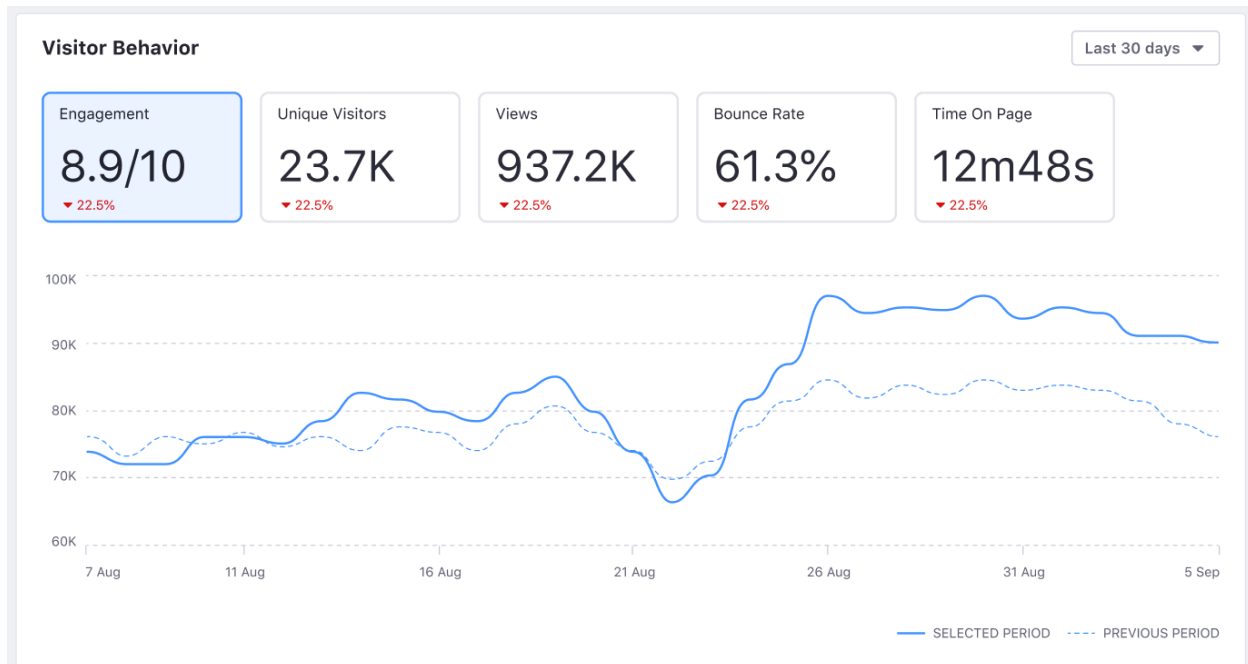 Visitor Behavior
Last 30 days
Engagement
8.9/10
22.5%
Unique Visitors
23.7K
22.5%
Views
937.2K
22.5%
Bounce Rate
61.3%
22.5%
Time On Page
12m48s
22.5%
100K
90K
80K
70K
60K
7 Aug
11 Aug
16 Aug
21 Aug
26 Aug
31 Aug
5 Sep
SELECTED PERIOD
PREVIOUS PERIOD